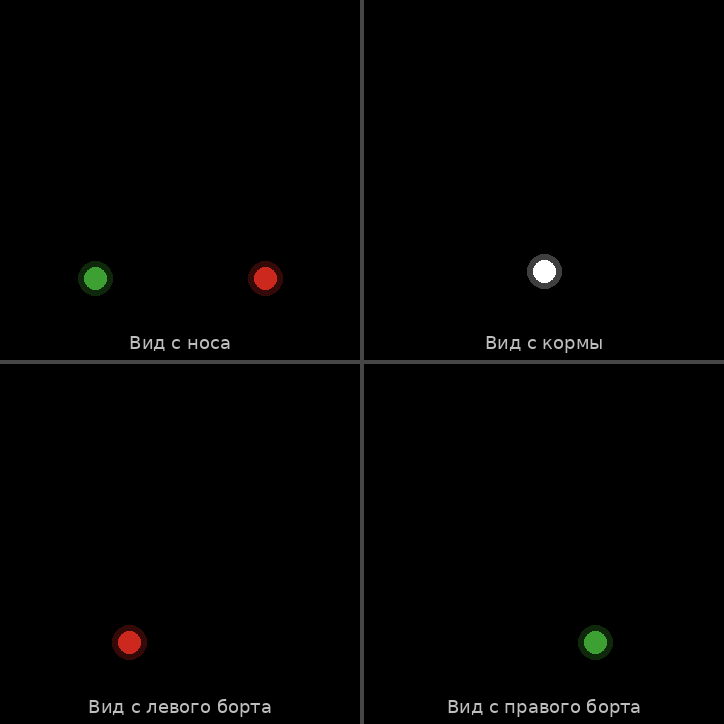 Вид с носа
Вид с кормы
Вид с левого борта
Вид с правого борта